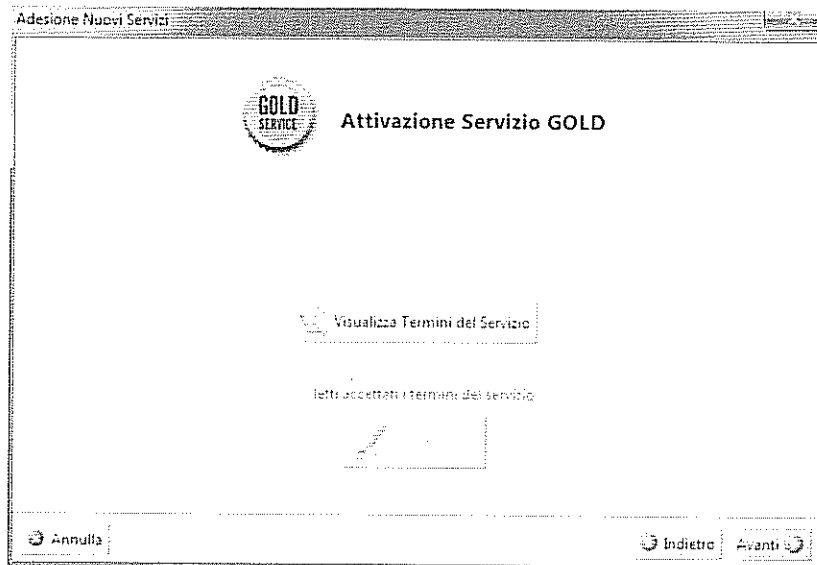 Adesione Nuovi Servizi
GOLD
SERVICE
Attivazione Servizio GOLD
Visualizza Termini del Servizio
letti accettati i termini del servizio
Annulla
Indietro
Avanti